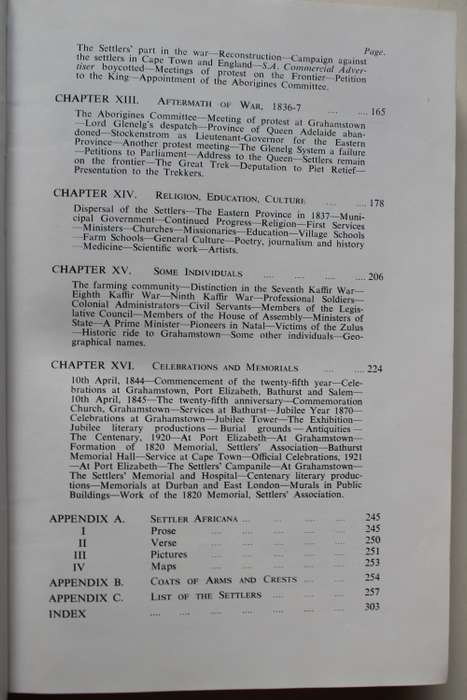 Page.
The Settlers' part in the war—Reconstruction—Campaign against
the settlers in Cape Town and England—S.A. Commercial Adver-
tiser boycotted—Meetings of protest on the Frontier—Petition
to the King—Appointment of the Aborigines Committee.
CHAPTER XIII. AFTERMATH OF WAR, 1836-7 .... .... 165
The Aborigines Committee—Meeting of protest at Grahamstown
—Lord Glenelg's despatch—Province of Queen Adelaide aban-
doned—Stockenstrom as Lieutenant-Governor for the Eastern
Province—Another protest meeting—The Glenelg System a failure
—Petitions to Parliament—Address to the Queen—Settlers remain
on the frontier—The Great Trek—Deputation to Piet Retief—
Presentation to the Trekkers.
CHAPTER XIV. RELIGION, EDUCATION, CULTURE .... .... 178
Dispersal of the Settlers—The Eastern Province in 1837—Muni-
cipal Government—Continued Progress—Religion—First Services
—Ministers—Churches—Missionaries—Education—Village Schools
—Farm Schools—General Culture—Poetry, journalism and history
—Medicine—Scientific work—Artists.
CHAPTER XV. SOME INDIVIDUALS .... .... .... 206
The farming community—Distinction in the Seventh Kaffir War—
Eighth Kaffir War—Ninth Kaffir War—Professional Soldiers—
Colonial Administrators—Civil Servants—Members of the Legis-
lative Council—Members of the House of Assembly—Ministers of
State—A Prime Minister—Pioneers in Natal—Victims of the Zulus
—Historic ride to Grahamstown—Some other individuals—Geo-
graphical names.
CHAPTER XVI. CELEBRATIONS AND MEMORIALS .... .... 224
10th April, 1844—Commencement of the twenty-fifth year—Cele-
brations at Grahamstown, Port Elizabeth, Bathurst and Salem—
10th April, 1845—The twenty-fifth anniversary—Commemoration
Church, Grahamstown—Services at Bathurst—Jubilee Year 1870—
Celebrations at Grahamstown—Jubilee Tower—The Exhibition—
Jubilee literary productions — Burial grounds — Antiquities —
The Centenary, 1920—At Port Elizabeth—At Grahamstown—
Formation of 1820 Memorial, Settlers' Association—Bathurst
Memorial Hall—Service at Cape Town—Official Celebrations, 1921
—At Port Elizabeth—The Settlers' Campanile—At Grahamstown—
The Settlers' Memorial and Hospital—Centenary literary produc-
tions—Memorials at Durban and East London—Murals in Public
Buildings—Work of the 1820 Memorial, Settlers' Association.
APPENDIX A. SETTLER AFRICANA .... .... .... .... 245
I Prose .... .... .... .... 245
II Verse .... .... .... .... 250
III Pictures .... .... .... .... 251
IV Maps .... .... .... .... 253
APPENDIX B. COATS OF ARMS AND CRESTS .... .... 254
APPENDIX C. LIST OF THE SETTLERS .... .... .... 257
INDEX .... .... .... .... .... .... 303